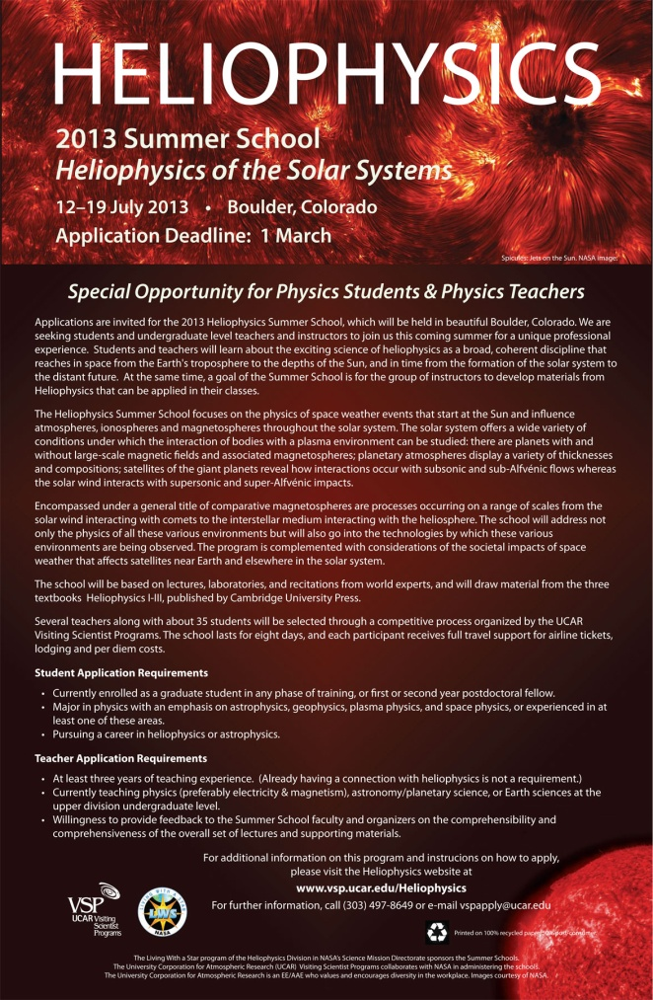 HELIOPHYSICS
2013 Summer School
Heliophysics of the Solar Systems
12–19 July 2013 • Boulder, Colorado
Application Deadline: 1 March
Spicules: Jets on the Sun. NASA image.
Special Opportunity for Physics Students & Physics Teachers
Applications are invited for the 2013 Heliophysics Summer School, which will be held in beautiful Boulder, Colorado. We are
seeking students and undergraduate level teachers and instructors to join us this coming summer for a unique professional
experience. Students and teachers will learn about the exciting science of heliophysics as a broad, coherent discipline that
reaches in space from the Earth's troposphere to the depths of the Sun, and in time from the formation of the solar system to
the distant future. At the same time, a goal of the Summer School is for the group of instructors to develop materials from
Heliophysics that can be applied in their classes.
The Heliophysics Summer School focuses on the physics of space weather events that start at the Sun and influence
atmospheres, ionospheres and magnetospheres throughout the solar system. The solar system offers a wide variety of
conditions under which the interaction of bodies with a plasma environment can be studied: there are planets with and
without large-scale magnetic fields and associated magnetospheres; planetary atmospheres display a variety of thicknesses
and compositions; satellites of the giant planets reveal how interactions occur with subsonic and sub-Alfvénic flows whereas
the solar wind interacts with supersonic and super-Alfvénic impacts.
Encompassed under a general title of comparative magnetospheres are processes occurring on a range of scales from the
solar wind interacting with comets to the interstellar medium interacting with the heliosphere. The school will address not
only the physics of all these various environments but will also go into the technologies by which these various
environments are being observed. The program is complemented with considerations of the societal impacts of space
weather that affects satellites near Earth and elsewhere in the solar system.
The school will be based on lectures, laboratories, and recitations from world experts, and will draw material from the three
textbooks Heliophysics I-III, published by Cambridge University Press.
Several teachers along with about 35 students will be selected through a competitive process organized by the UCAR
Visiting Scientist Programs. The school lasts for eight days, and each participant receives full travel support for airline tickets,
lodging and per diem costs.
Student Application Requirements
• Currently enrolled as a graduate student in any phase of training, or first or second year postdoctoral fellow.
• Major in physics with an emphasis on astrophysics, geophysics, plasma physics, and space physics, or experienced in at
least one of these areas.
• Pursuing a career in heliophysics or astrophysics.
Teacher Application Requirements
• At least three years of teaching experience. (Already having a connection with heliophysics is not a requirement.)
• Currently teaching physics (preferably electricity & magnetism), astronomy/planetary science, or Earth sciences at the
upper division undergraduate level.
• Willingness to provide feedback to the Summer School faculty and organizers on the comprehensibility and
comprehensiveness of the overall set of lectures and supporting materials.
For additional information on this program and instrucions on how to apply,
please visit the Heliophysics website at
www.vsp.ucar.edu/Heliophysics
For further information, call (303) 497-8649 or e-mail vspapply@ucar.edu
VSP
UCAR Visiting
Scientist
Programs
LIVING WITH A STAR
LWS
NASA
Printed on 100% recycled paper
The Living With a Star program of the Heliophysics Division in NASA's Science Mission Directorate sponsors the Summer Schools.
The University Corporation for Atmospheric Research (UCAR) Visiting Scientist Programs collaborates with NASA in administering the schools.
The University Corporation for Atmospheric Research is an EE/AAE who values and encourages diversity in the workplace. Images courtesy of NASA.